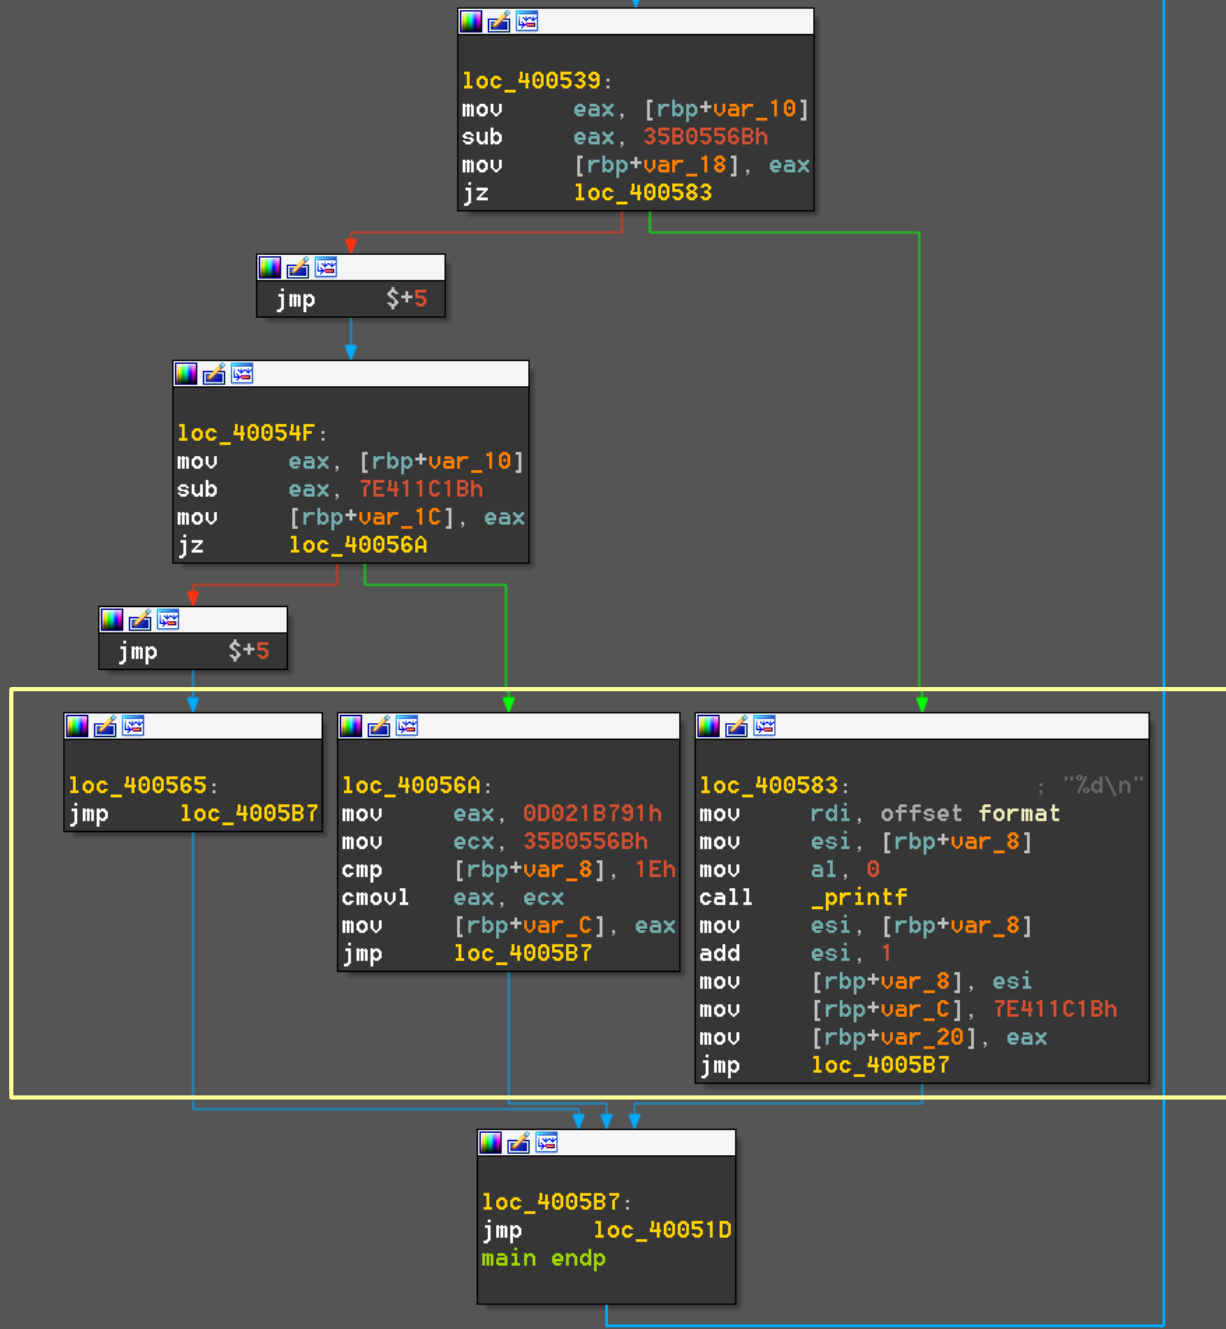 loc_400539:
mov eax, [rbp+var_10]
sub eax, 35B0556Bh
mov [rbp+var_18], eax
jz loc_400583
jmp $+5
loc_40054F:
mov eax, [rbp+var_10]
sub eax, 7E411C1Bh
mov [rbp+var_1C], eax
jz loc_40056A
jmp $+5
loc_400565:
jmp loc_4005B7
loc_40056A:
mov eax, 0D021B791h
mov ecx, 35B0556Bh
cmp [rbp+var_8], 1Eh
cmovl eax, ecx
mov [rbp+var_C], eax
jmp loc_4005B7
loc_400583: ; "%d\n"
mov rdi, offset format
mov esi, [rbp+var_8]
mov al, 0
call _printf
mov esi, [rbp+var_8]
add esi, 1
mov [rbp+var_8], esi
mov [rbp+var_C], 7E411C1Bh
mov [rbp+var_20], eax
jmp loc_4005B7
loc_4005B7:
jmp loc_40051D
main endp